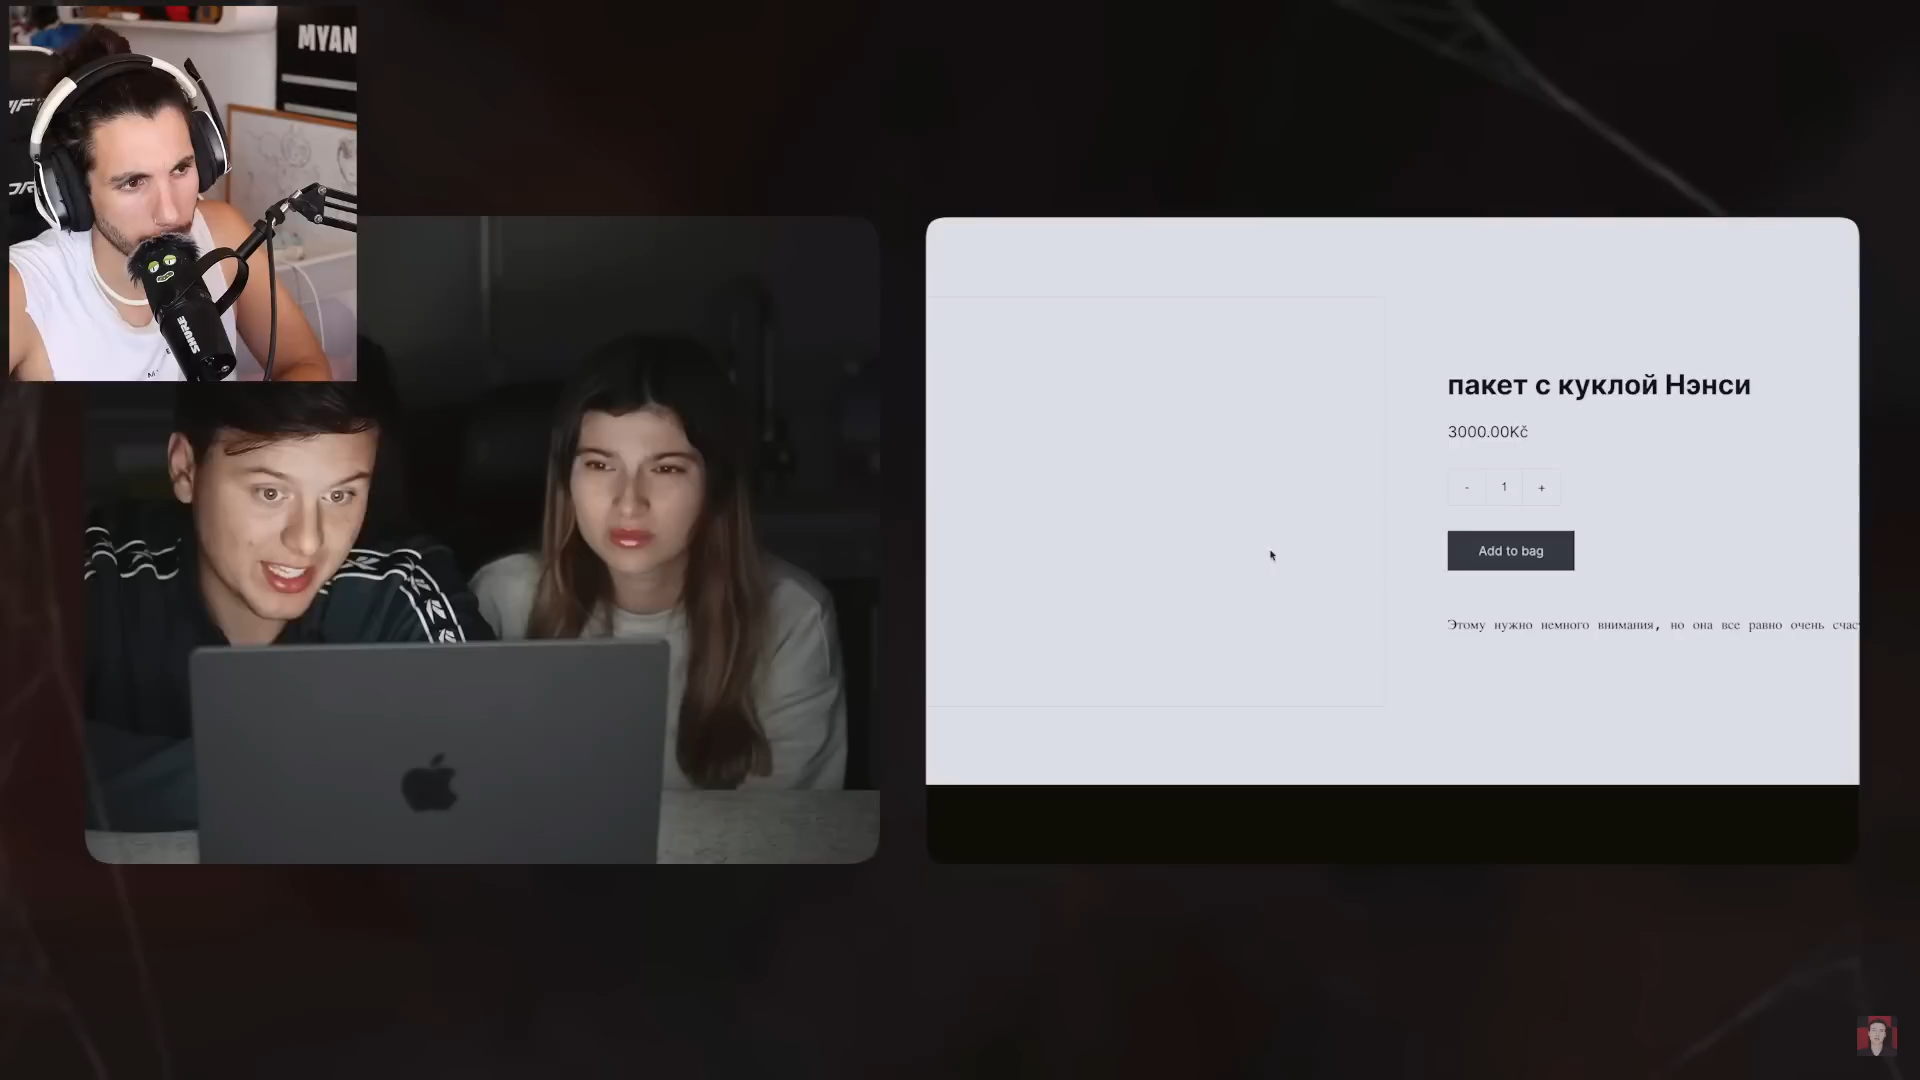 MYAN
SHURE
пакет с куклой Нэнси
3000.00Kč
- 1 +
Add to bag
Этому нужно немного внимания, но она все равно очень